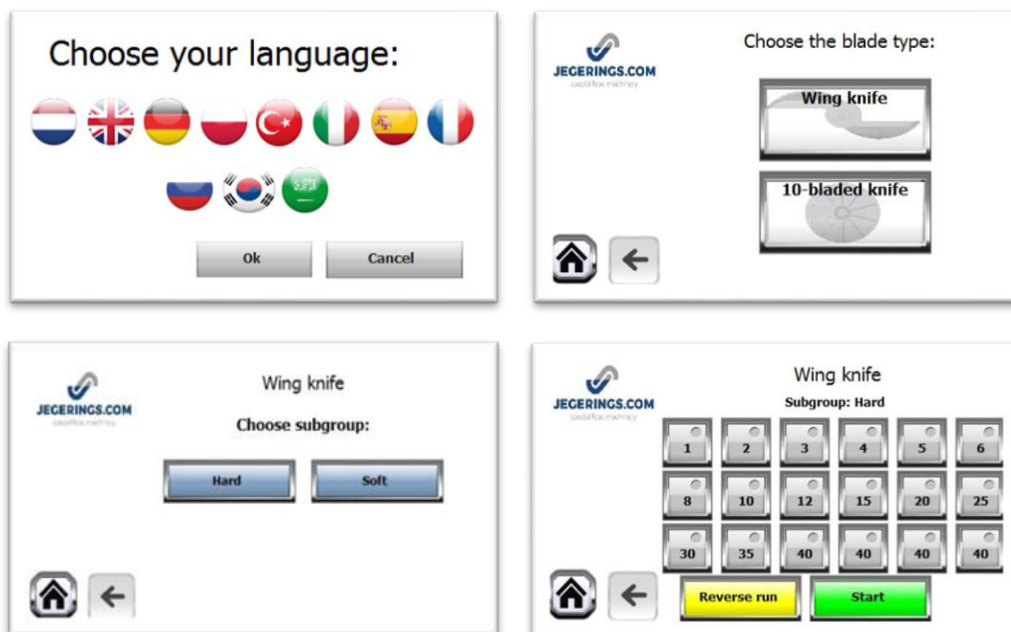 Choose your language:
Ok
Cancel
JEGERINGS.COM
Choose the blade type:
Wing knife
10-bladed knife
JEGERINGS.COM
Wing knife
Choose subgroup:
Hard
Soft
JEGERINGS.COM
Wing knife
Subgroup: Hard
1 2 3 4 5 6
8 10 12 15 20 25
30 35 40 40 40 40
Reverse run
Start